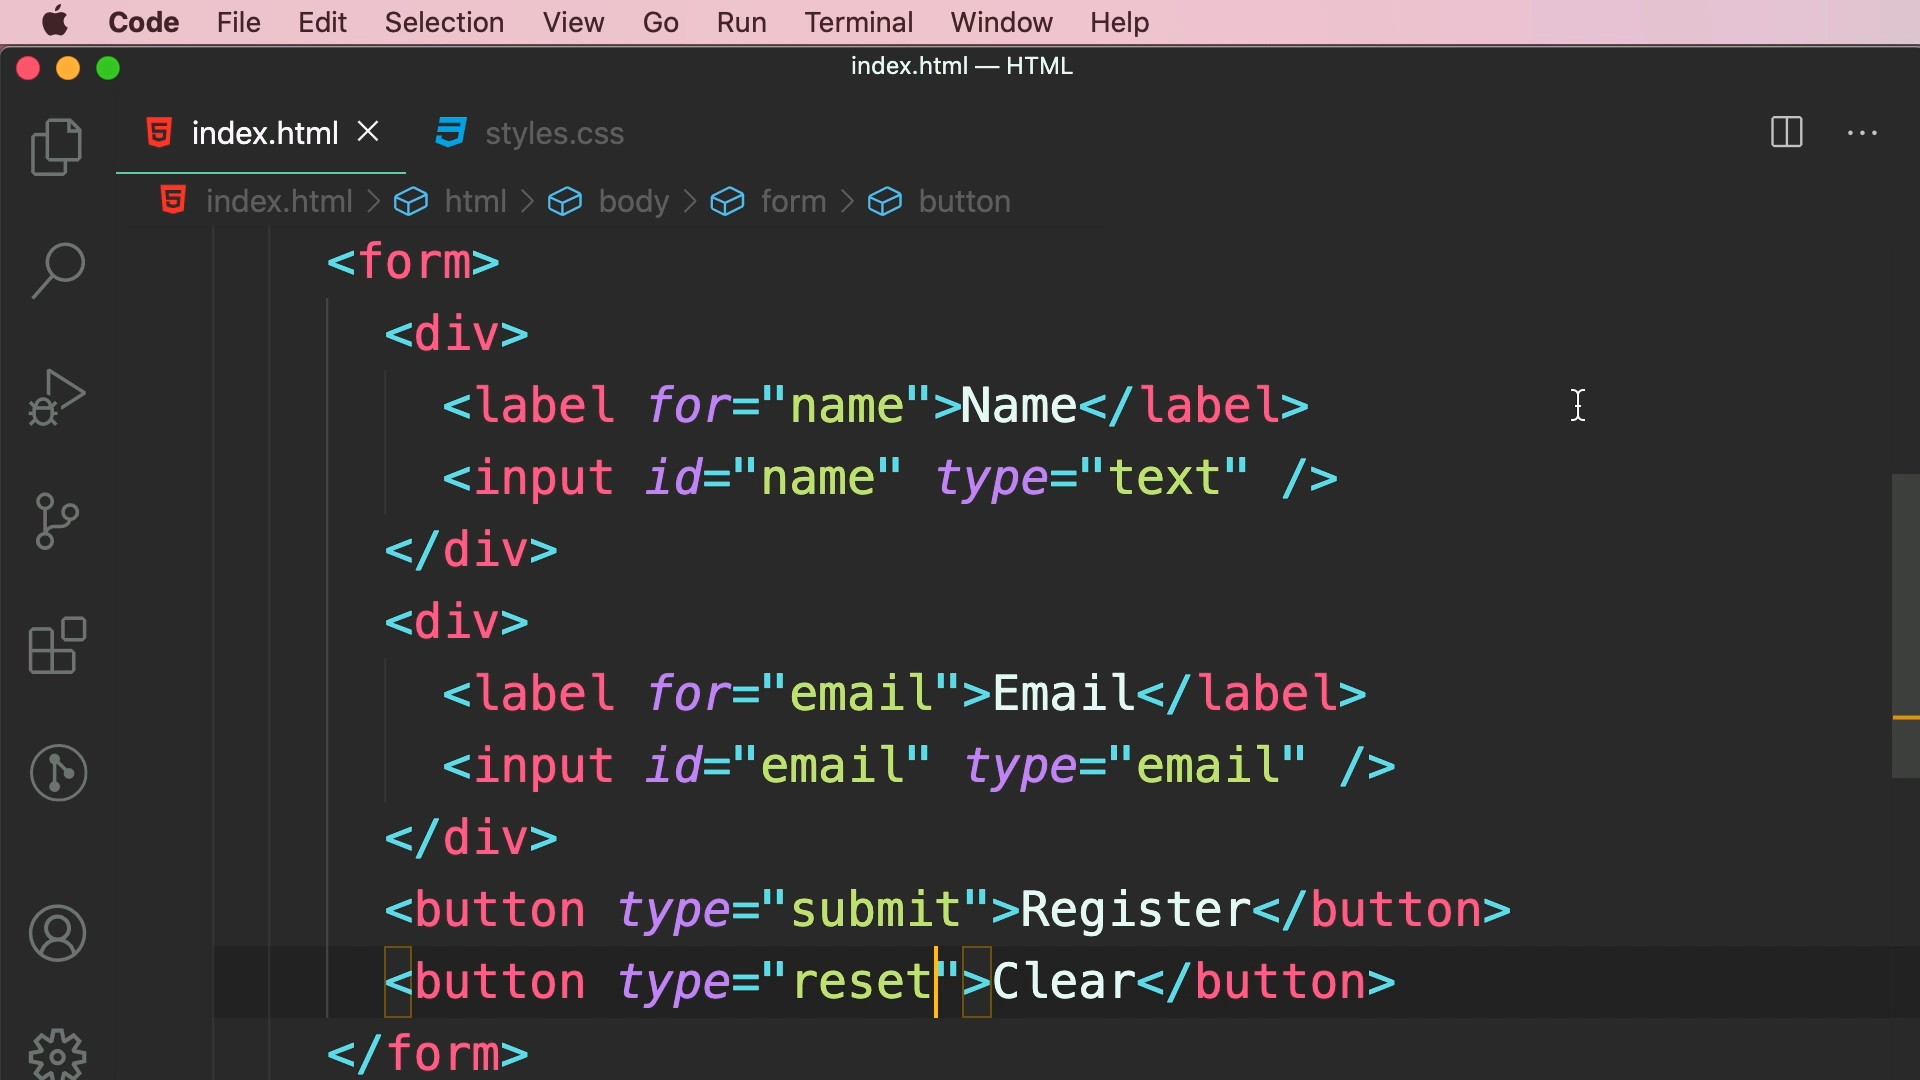 Code File Edit Selection View Go Run Terminal Window Help
index.html — HTML
index.html styles.css
index.html > html > body > form > button
<form>
<div>
<label for="name">Name</label>
<input id="name" type="text" />
</div>
<div>
<label for="email">Email</label>
<input id="email" type="email" />
</div>
<button type="submit">Register</button>
<button type="reset">Clear</button>
</form>